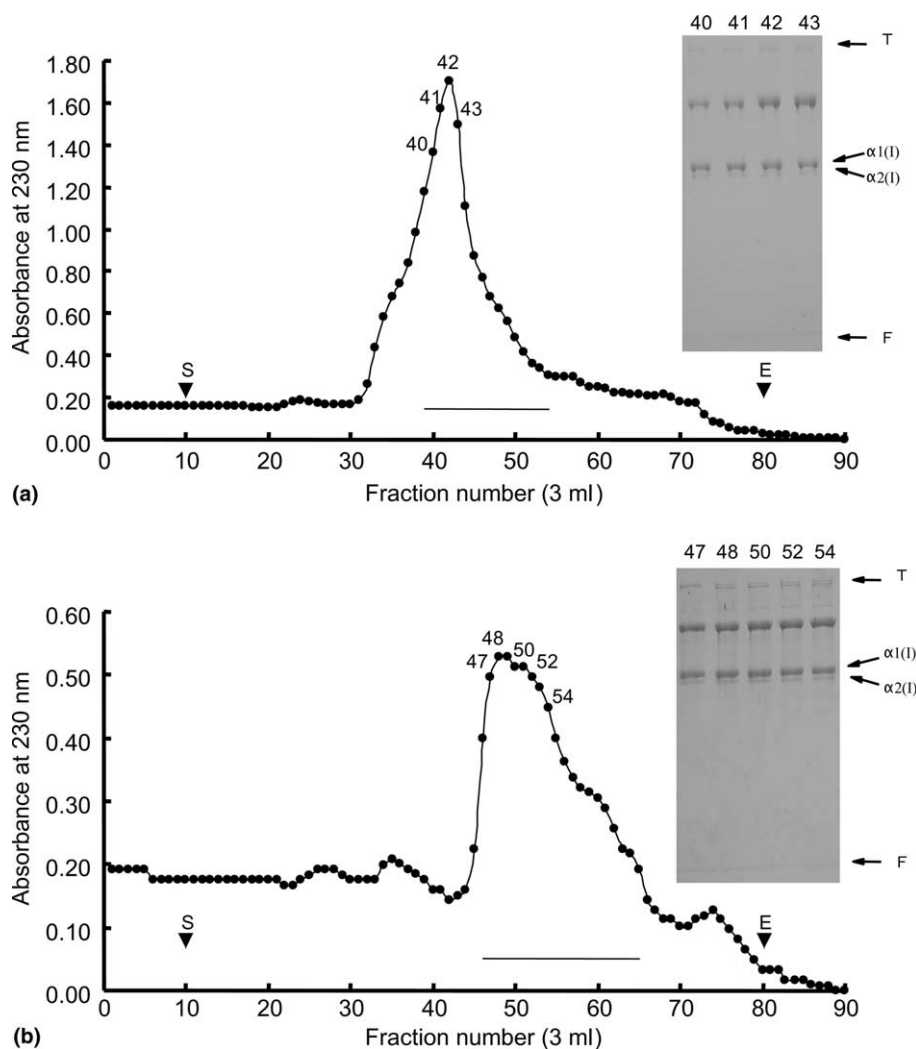 40 41 42 43
T
α1(I)
α2(I)
F
1.80
1.60
1.40
1.20
1.00
0.80
0.60
0.40
0.20
0.00
Absorbance at 230 nm
42
41
43
40
S
E
0 10 20 30 40 50 60 70 80 90
Fraction number (3 ml)
(a)
47 48 50 52 54
T
α1(I)
α2(I)
F
0.60
0.50
0.40
0.30
0.20
0.10
0.00
Absorbance at 230 nm
48
47
50
52
54
S
E
0 10 20 30 40 50 60 70 80 90
Fraction number (3 ml)
(b)